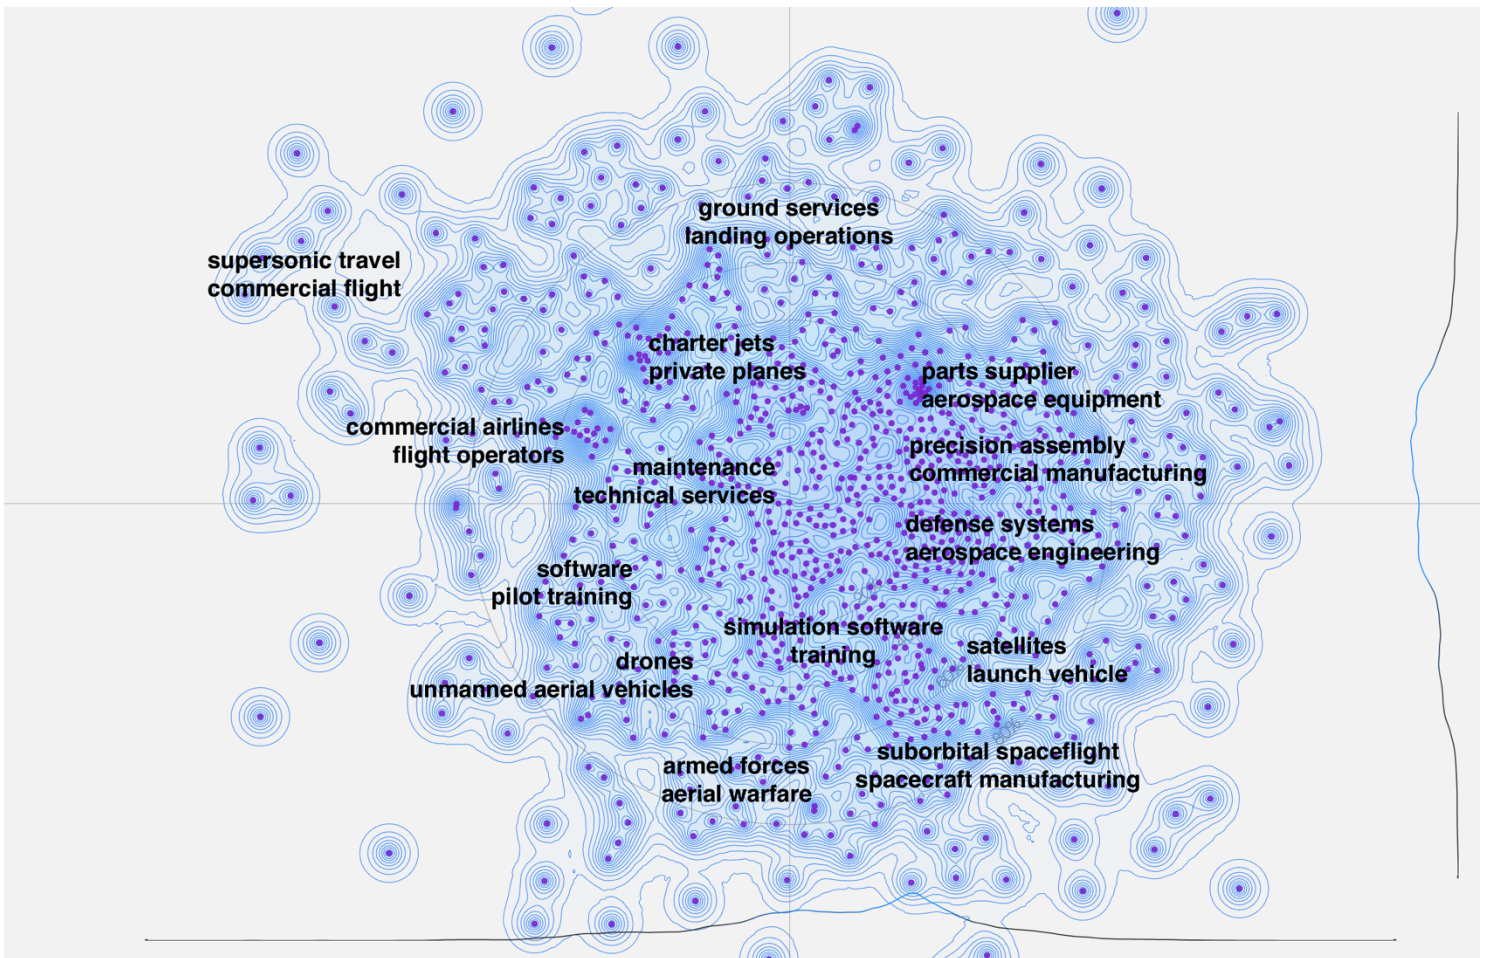 ground services
landing operations
supersonic travel
commercial flight
charter jets
private planes
parts supplier
aerospace equipment
commercial airlines
flight operators
precision assembly
commercial manufacturing
maintenance
technical services
defense systems
aerospace engineering
software
pilot training
simulation software
training
satellites
launch vehicle
drones
unmanned aerial vehicles
60%
80%
suborbital spaceflight
spacecraft manufacturing
armed forces
aerial warfare